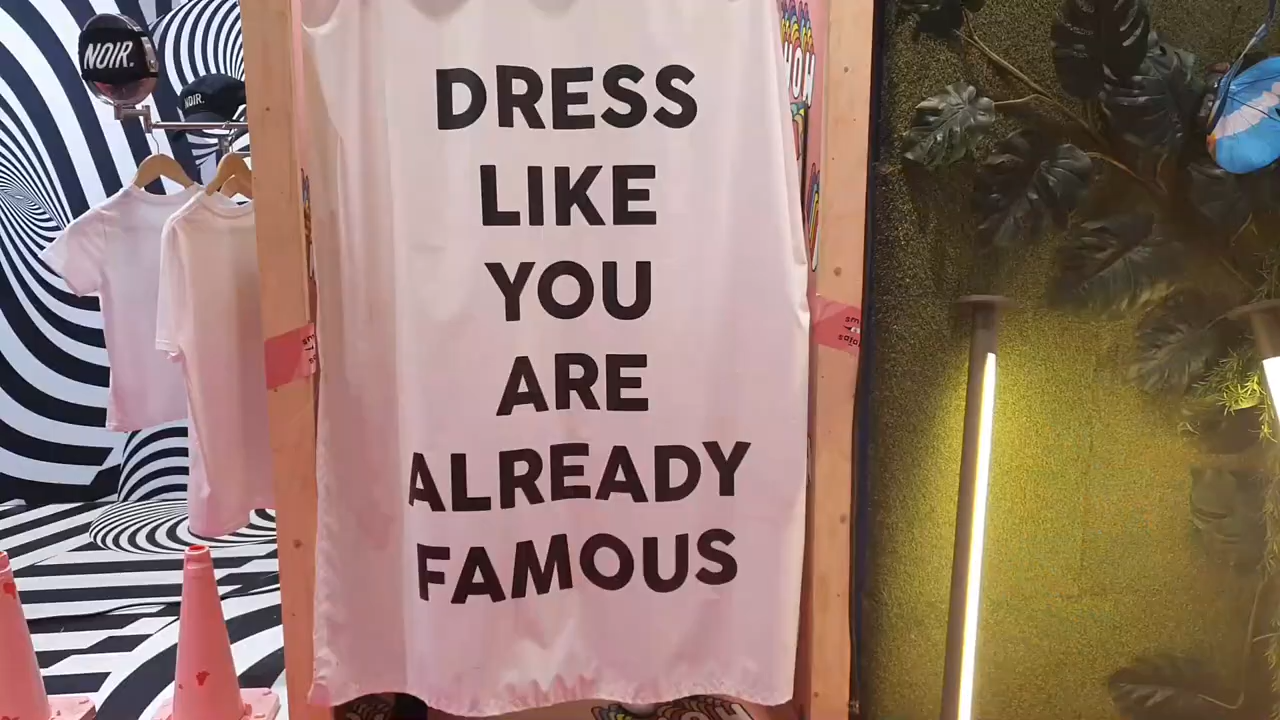 NOIR.
NOIR.
DRESS
LIKE
YOU
ARE
ALREADY
FAMOUS